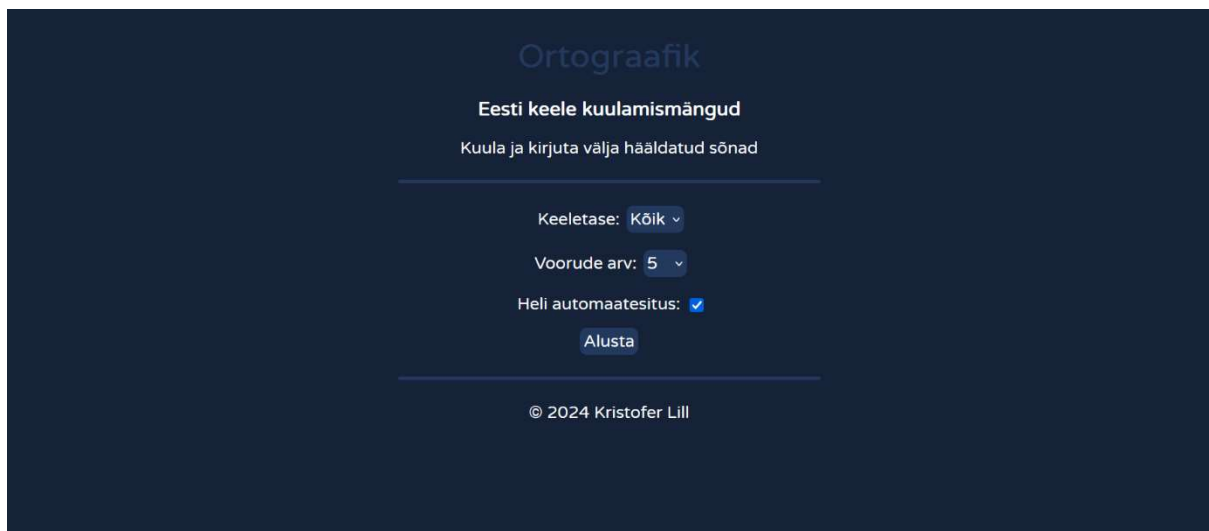 Ortograafik
Eesti keele kuulamismängud
Kuula ja kirjuta välja hääldatud sõnad
Keeletase: Kõik
Voorude arv: 5
Heli automaatesitus:
Alusta
© 2024 Kristofer Lill